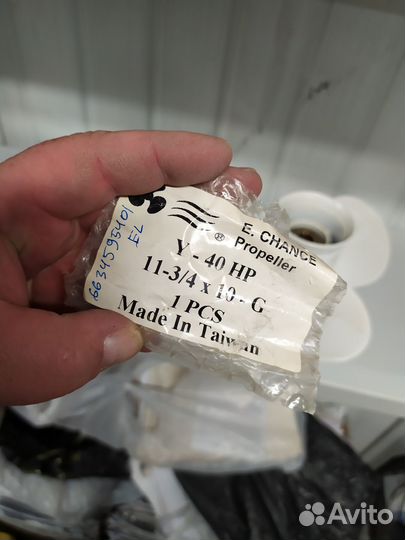 E. CHANCE
® Propeller
Y - 40 HP
11-3/4 x 10 - G
1 PCS
Made In Taiwan
6634595401
EL
Avito